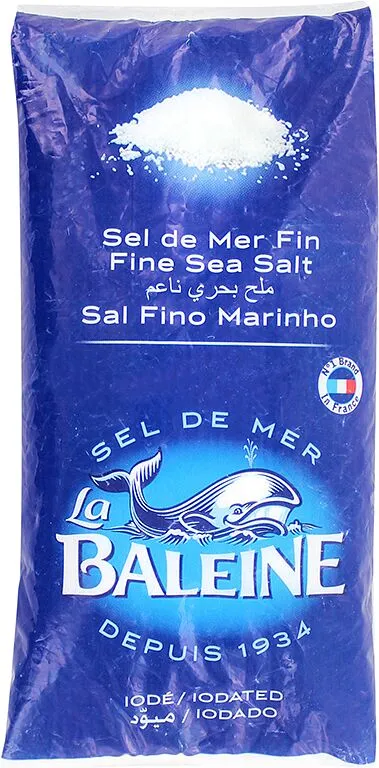 Sel de Mer Fin
Fine Sea Salt
ملح بحري ناعم
Sal Fino Marinho
N°1 Brand
In France
SEL DE MER
La
BALEINE
DEPUIS 1934
IODÉ / IODATED
ميوّد / IODADO